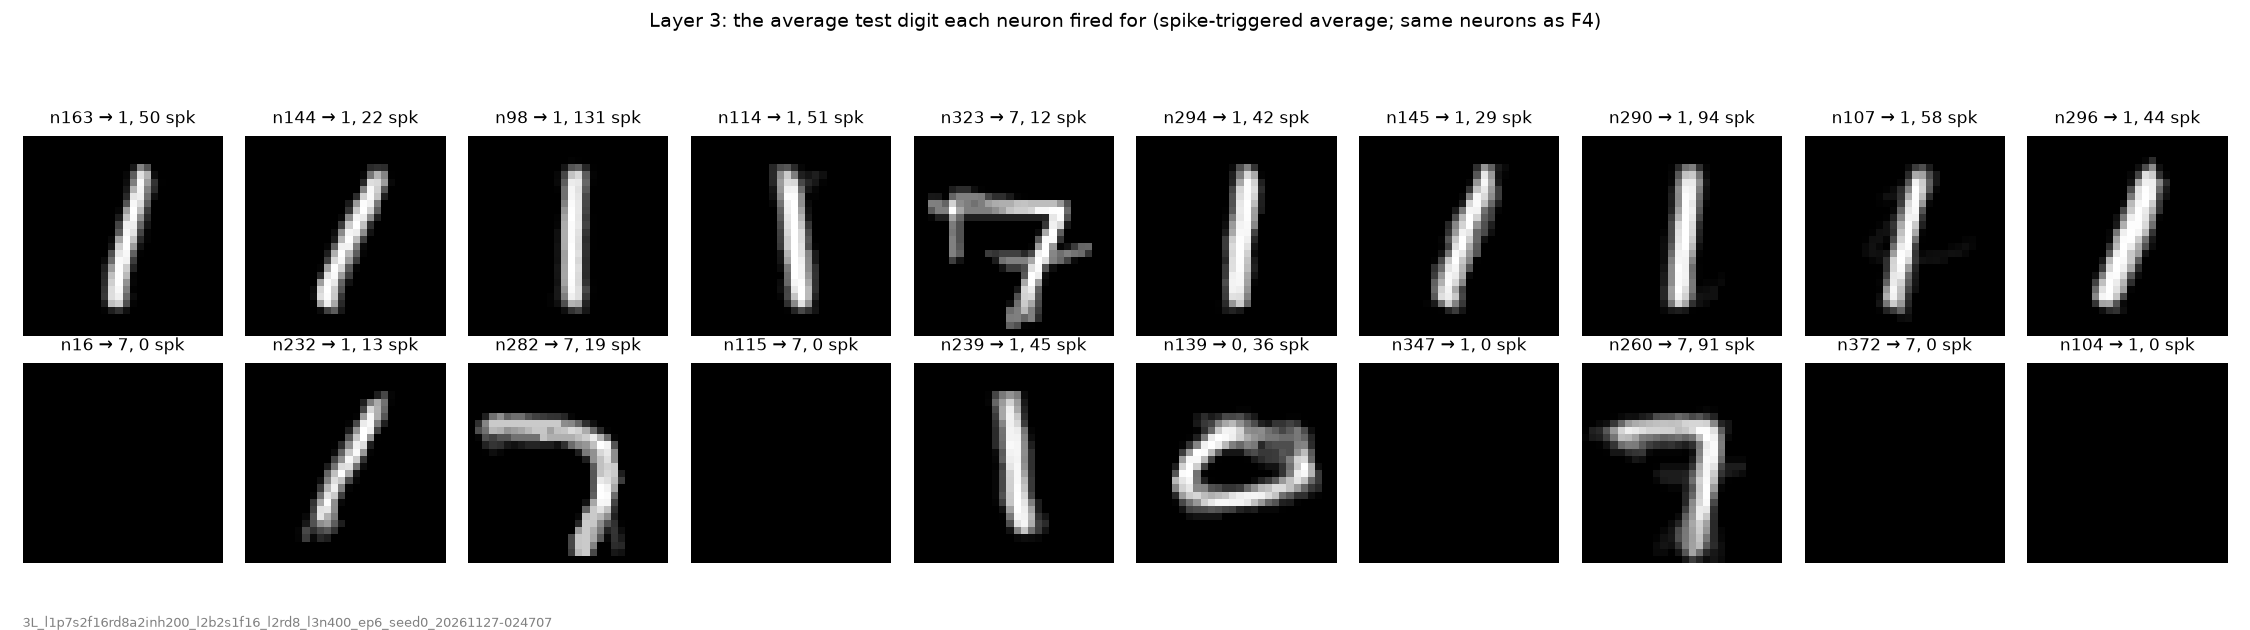 Layer 3: the average test digit each neuron fired for (spike-triggered average; same neurons as F4)
n163 → 1, 50 spk
n144 → 1, 22 spk
n98 → 1, 131 spk
n114 → 1, 51 spk
n323 → 7, 12 spk
n294 → 1, 42 spk
n145 → 1, 29 spk
n290 → 1, 94 spk
n107 → 1, 58 spk
n296 → 1, 44 spk
n16 → 7, 0 spk
n232 → 1, 13 spk
n282 → 7, 19 spk
n115 → 7, 0 spk
n239 → 1, 45 spk
n139 → 0, 36 spk
n347 → 1, 0 spk
n260 → 7, 91 spk
n372 → 7, 0 spk
n104 → 1, 0 spk
3L_l1p7s2f16rd8a2inh200_l2b2s1f16_l2rd8_l3n400_ep6_seed0_20261127-024707